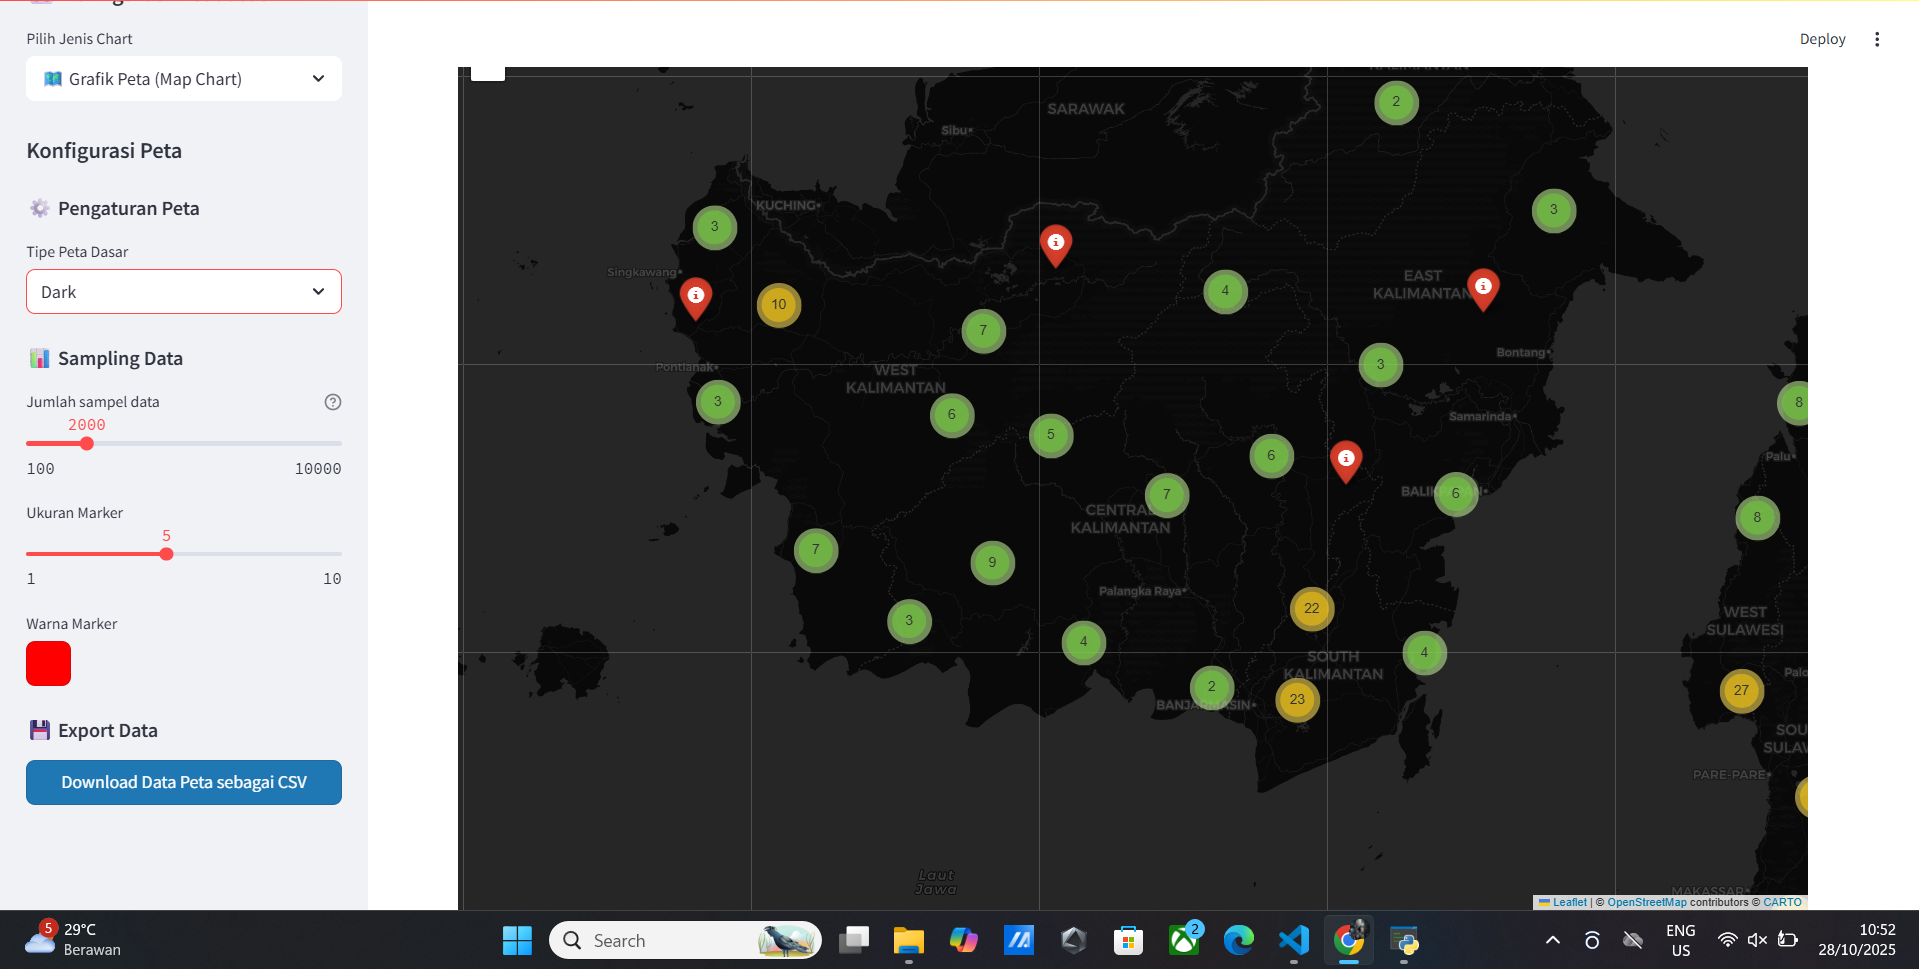 Pilih Jenis Chart
Grafik Peta (Map Chart)
Konfigurasi Peta
Pengaturan Peta
Tipe Peta Dasar
Dark
Sampling Data
Jumlah sampel data
2000
100 10000
Ukuran Marker
5
1 10
Warna Marker
Export Data
Download Data Peta sebagai CSV
Deploy
SARAWAK
2
Sibu
KUCHING
3
3
Singkawang
10
EAST
KALIMANTAN
4
7
Bontang
Pontianak
3
WEST
KALIMANTAN
3
6
Samarinda
8
5
6
Palu
7
BALIKPAPAN
6
CENTRAL
KALIMANTAN
8
7
9
Palangka Raya
22
WEST
SULAWESI
3
4
4
SOUTH
KALIMANTAN
2
23
27
BANJARMASIN
PARE-PARE
Laut
Jawa
MAKASSAR
Leaflet | © OpenStreetMap contributors © CARTO
5
29°C
Berawan
Search
2
ENG
US
10:52
28/10/2025